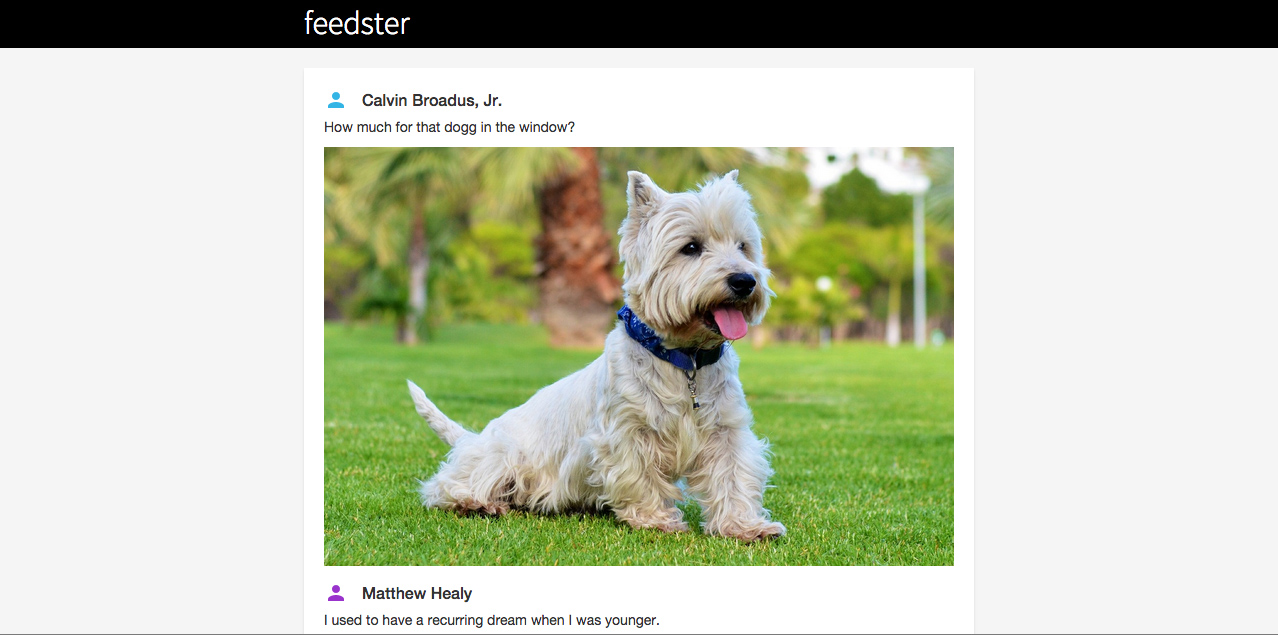 feedster
Calvin Broadus, Jr.
How much for that dogg in the window?
Matthew Healy
I used to have a recurring dream when I was younger.